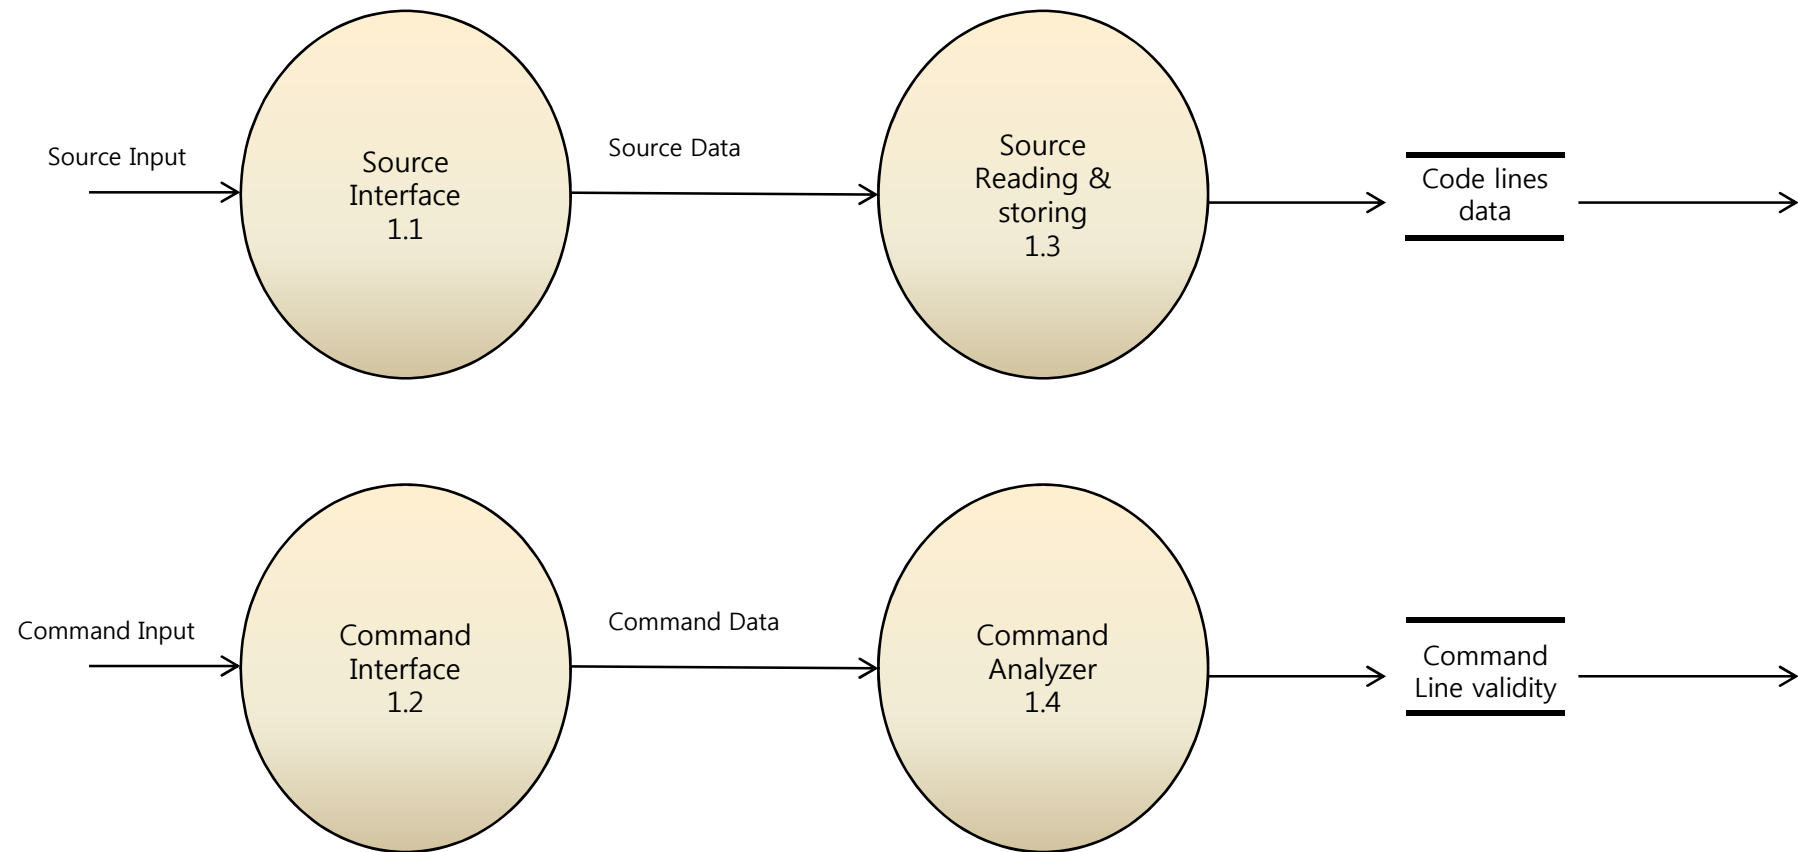 Source Input
Source
Interface
1.1
Source Data
Source
Reading &
storing
1.3
Code lines
data
Command Input
Command
Interface
1.2
Command Data
Command
Analyzer
1.4
Command
Line validity